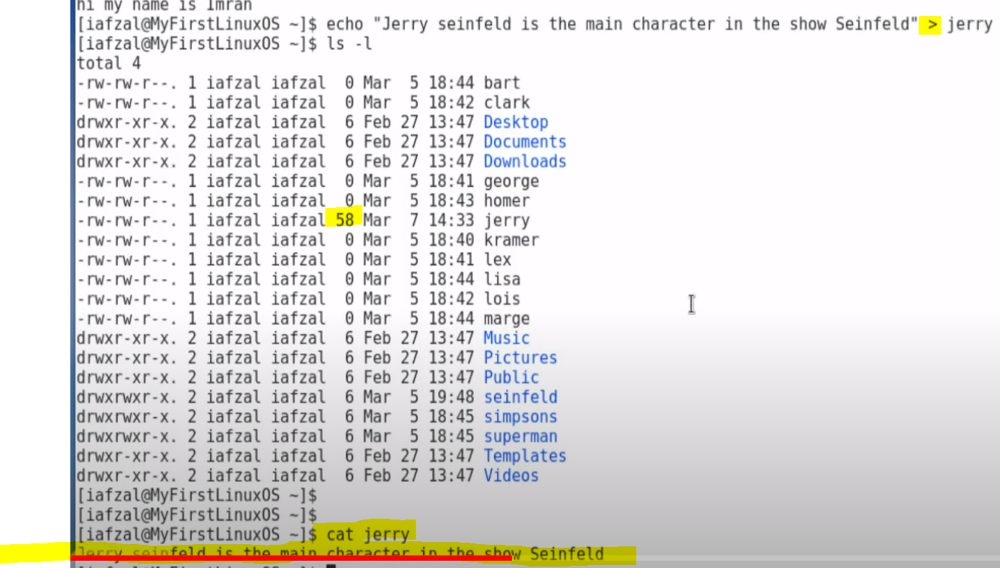 hi my name is Imran
[iafzal@MyFirstLinuxOS ~]$ echo "Jerry seinfeld is the main character in the show Seinfeld" > jerry
[iafzal@MyFirstLinuxOS ~]$ ls -l
total 4
-rw-rw-r--. 1 iafzal iafzal  0 Mar  5 18:44 bart
-rw-rw-r--. 1 iafzal iafzal  0 Mar  5 18:42 clark
drwxr-xr-x. 2 iafzal iafzal  6 Feb 27 13:47 Desktop
drwxr-xr-x. 2 iafzal iafzal  6 Feb 27 13:47 Documents
drwxr-xr-x. 2 iafzal iafzal  6 Feb 27 13:47 Downloads
-rw-rw-r--. 1 iafzal iafzal  0 Mar  5 18:41 george
-rw-rw-r--. 1 iafzal iafzal  0 Mar  5 18:43 homer
-rw-rw-r--. 1 iafzal iafzal 58 Mar  7 14:33 jerry
-rw-rw-r--. 1 iafzal iafzal  0 Mar  5 18:40 kramer
-rw-rw-r--. 1 iafzal iafzal  0 Mar  5 18:41 lex
-rw-rw-r--. 1 iafzal iafzal  0 Mar  5 18:44 lisa
-rw-rw-r--. 1 iafzal iafzal  0 Mar  5 18:42 lois
-rw-rw-r--. 1 iafzal iafzal  0 Mar  5 18:44 marge
drwxr-xr-x. 2 iafzal iafzal  6 Feb 27 13:47 Music
drwxr-xr-x. 2 iafzal iafzal  6 Feb 27 13:47 Pictures
drwxr-xr-x. 2 iafzal iafzal  6 Feb 27 13:47 Public
drwxrwxr-x. 2 iafzal iafzal  6 Mar  5 19:48 seinfeld
drwxrwxr-x. 2 iafzal iafzal  6 Mar  5 18:45 simpsons
drwxrwxr-x. 2 iafzal iafzal  6 Mar  5 18:45 superman
drwxr-xr-x. 2 iafzal iafzal  6 Feb 27 13:47 Templates
drwxr-xr-x. 2 iafzal iafzal  6 Feb 27 13:47 Videos
[iafzal@MyFirstLinuxOS ~]$
[iafzal@MyFirstLinuxOS ~]$
[iafzal@MyFirstLinuxOS ~]$ cat jerry
Jerry seinfeld is the main character in the show Seinfeld